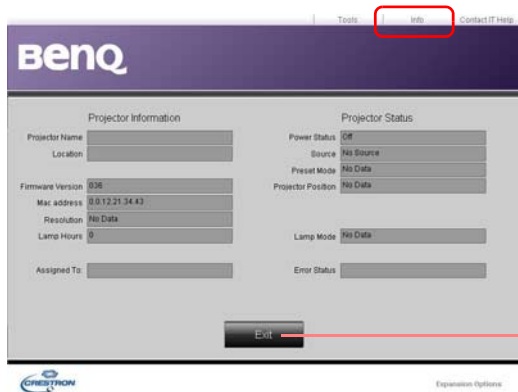 Tools Info Contact IT Help
BenQ
Projector Information
Projector Name
Location
Firmware Version 036
Mac address 0.0.12.21.34.43
Resolution No Data
Lamp Hours 0
Assigned To:
Projector Status
Power Status Off
Source No Source
Preset Mode No Data
Projector Position No Data
Lamp Mode No Data
Error Status
Exit
CRESTRON
Expansion Options